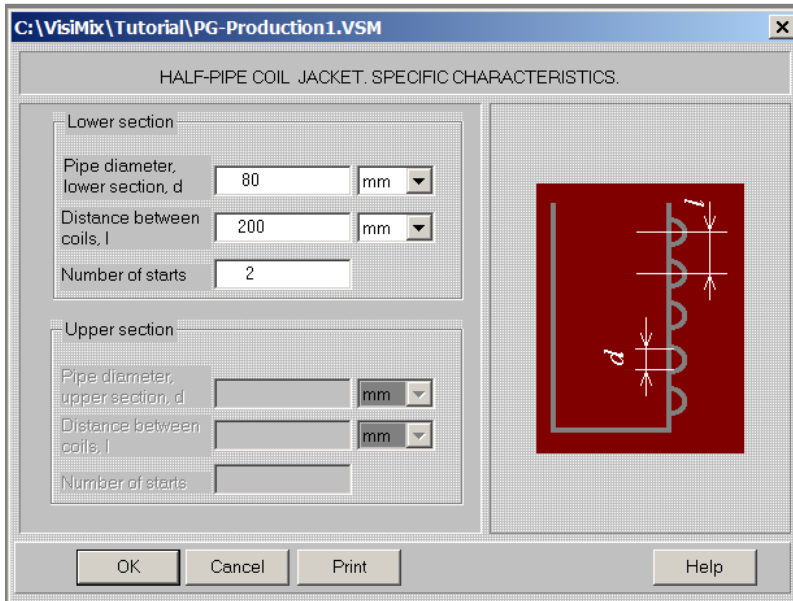 C:\VisiMix\Tutorial\PG-Production1.VSM
HALF-PIPE COIL JACKET. SPECIFIC CHARACTERISTICS.
Lower section
Pipe diameter,
lower section, d
80
mm
Distance between
coils, l
200
mm
Number of starts
2
Upper section
Pipe diameter,
upper section, d
mm
Distance between
coils, l
mm
Number of starts
l
d
OK
Cancel
Print
Help